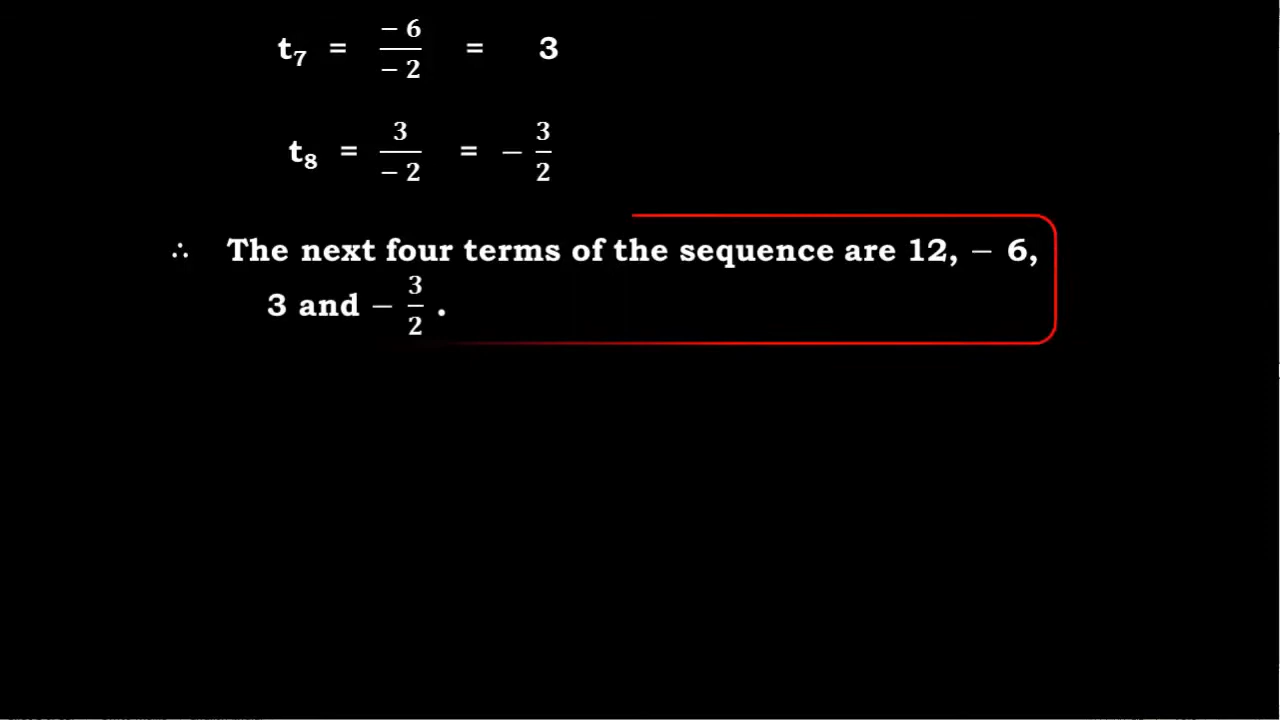 t₇ = − 6/− 2 = 3
t₈ = 3/− 2 = − 3/2
∴ The next four terms of the sequence are 12, − 6,
3 and − 3/2 .